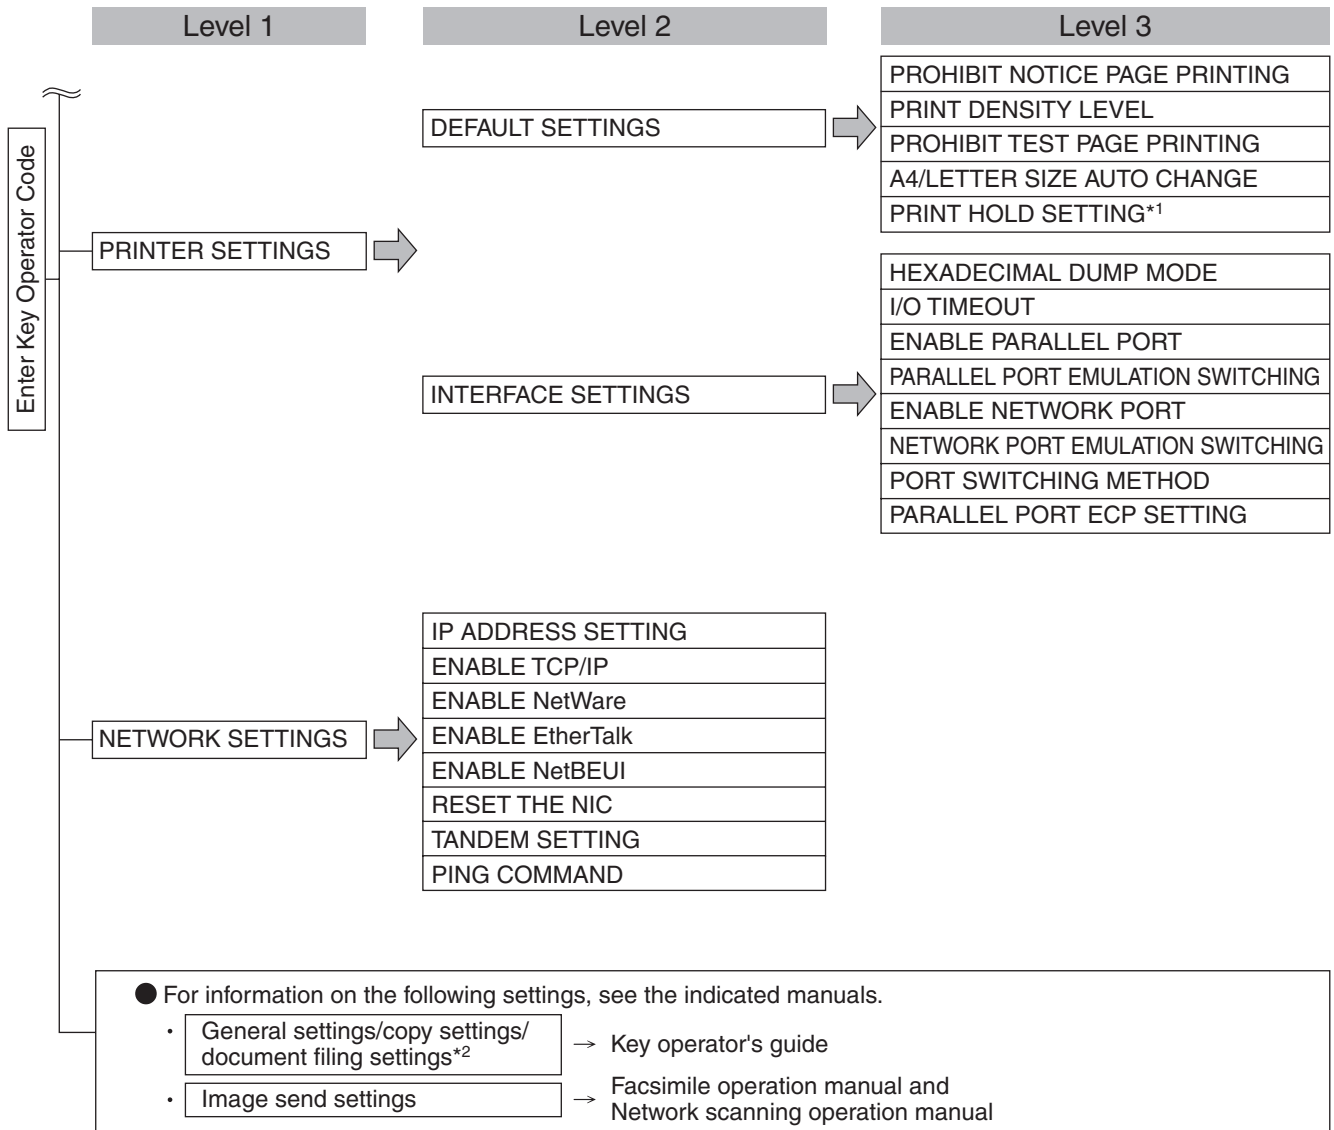 Level 1
Level 2
Level 3
Enter Key Operator Code
PRINTER SETTINGS
DEFAULT SETTINGS
PROHIBIT NOTICE PAGE PRINTING
PRINT DENSITY LEVEL
PROHIBIT TEST PAGE PRINTING
A4/LETTER SIZE AUTO CHANGE
PRINT HOLD SETTING*1
INTERFACE SETTINGS
HEXADECIMAL DUMP MODE
I/O TIMEOUT
ENABLE PARALLEL PORT
PARALLEL PORT EMULATION SWITCHING
ENABLE NETWORK PORT
NETWORK PORT EMULATION SWITCHING
PORT SWITCHING METHOD
PARALLEL PORT ECP SETTING
NETWORK SETTINGS
IP ADDRESS SETTING
ENABLE TCP/IP
ENABLE NetWare
ENABLE EtherTalk
ENABLE NetBEUI
RESET THE NIC
TANDEM SETTING
PING COMMAND
● For information on the following settings, see the indicated manuals.
· General settings/copy settings/
document filing settings*2 → Key operator's guide
· Image send settings → Facsimile operation manual and
Network scanning operation manual